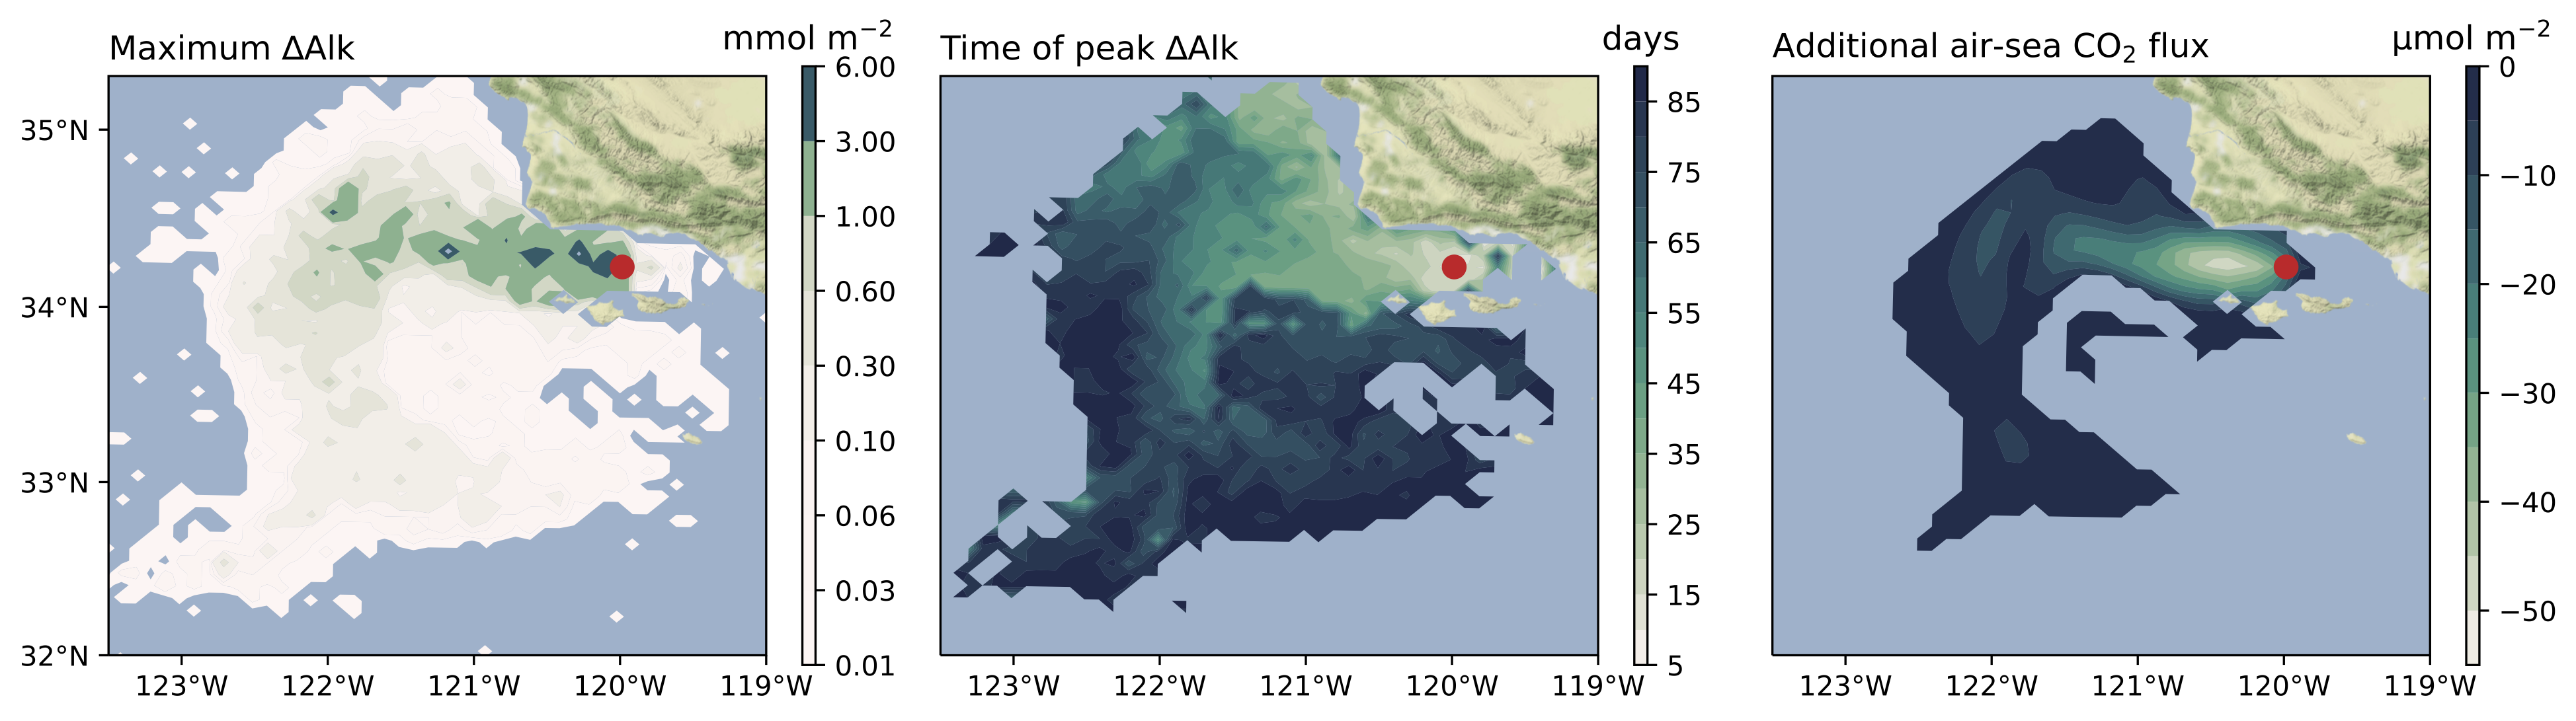 Maximum ΔAlk
mmol m⁻²
35°N
34°N
33°N
32°N
123°W 122°W 121°W 120°W 119°W
6.00
3.00
1.00
0.60
0.30
0.10
0.06
0.03
0.01
Time of peak ΔAlk
days
123°W 122°W 121°W 120°W 119°W
85
75
65
55
45
35
25
15
5
Additional air-sea CO₂ flux
µmol m⁻²
123°W 122°W 121°W 120°W 119°W
0
−10
−20
−30
−40
−50